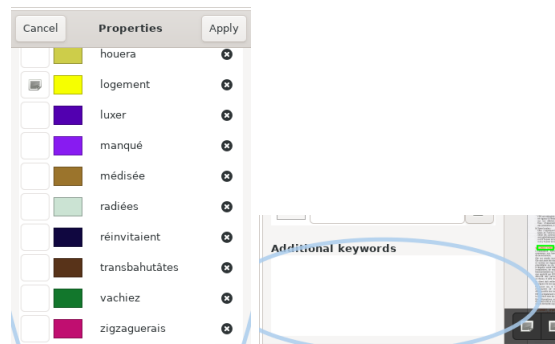 Cancel Properties Apply
houera
logement
luxer
manqué
médisée
radiées
réinvitaient
transbahutâtes
vachiez
zigzaguerais
Additional keywords